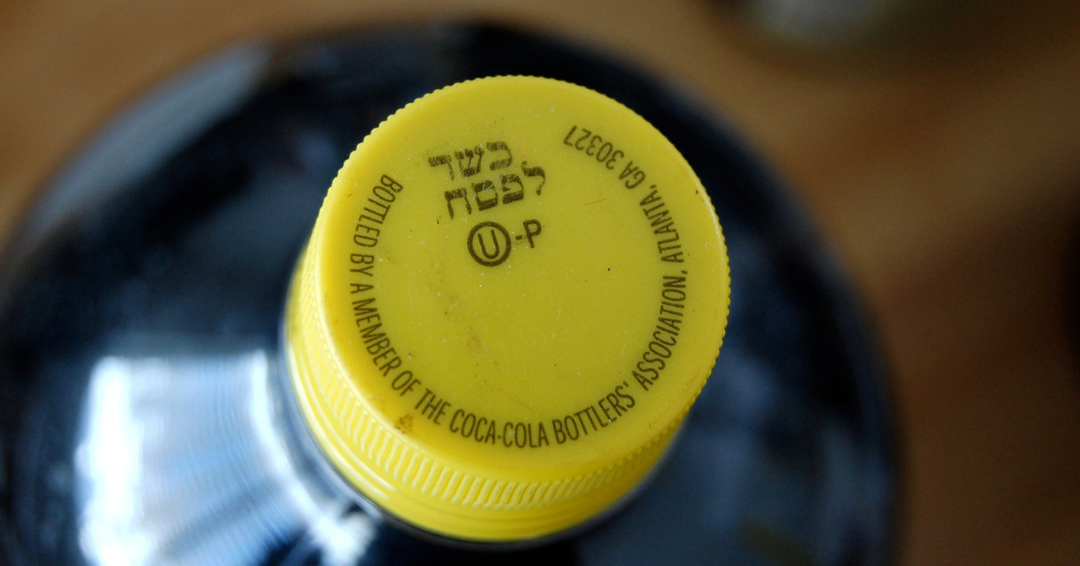 כשר
לפסח
Ⓤ-P
BOTTLED BY A MEMBER OF THE COCA-COLA BOTTLERS' ASSOCIATION, ATLANTA, GA 30327